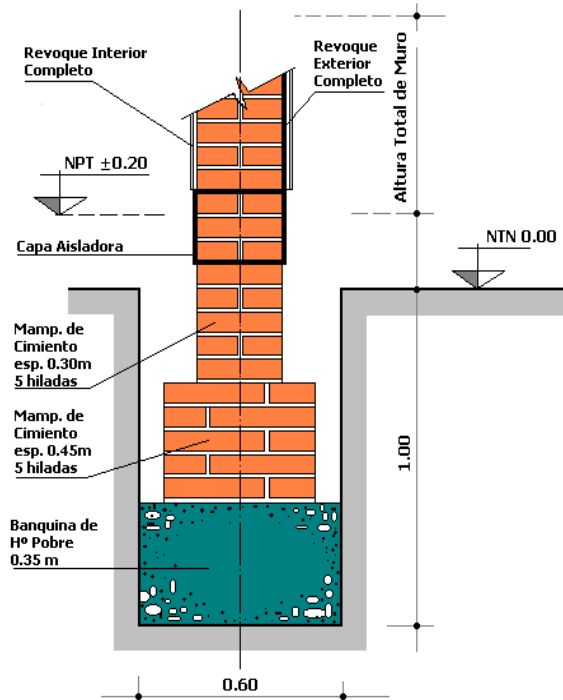 Revoque Interior
Completo
Revoque
Exterior
Completo
Altura Total de Muro
NPT ±0.20
Capa Aisladora
NTN 0.00
Mamp. de
Cimiento
esp. 0.30m
5 hiladas
Mamp. de
Cimiento
esp. 0.45m
5 hiladas
1.00
Banquina de
Hº Pobre
0.35 m
0.60